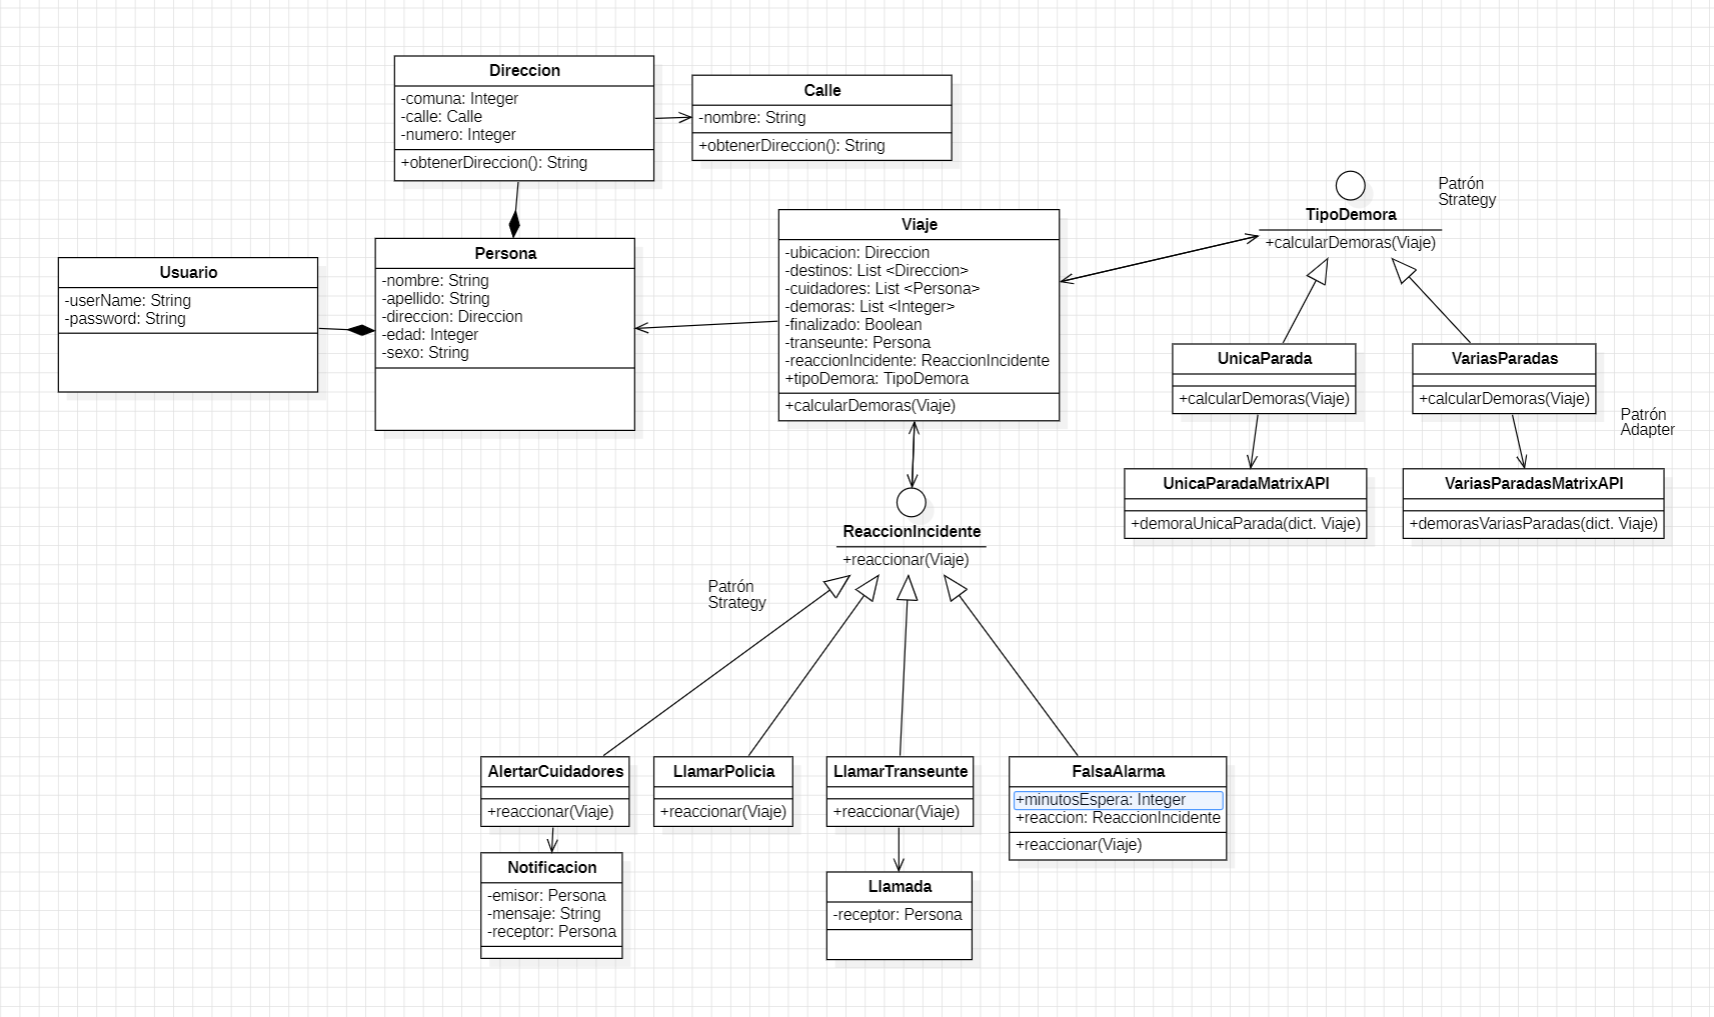 Direccion
-comuna: Integer
-calle: Calle
-numero: Integer
+obtenerDireccion(): String
Calle
-nombre: String
+obtenerDireccion(): String
Usuario
-userName: String
-password: String
Persona
-nombre: String
-apellido: String
-direccion: Direccion
-edad: Integer
-sexo: String
Viaje
-ubicacion: Direccion
-destinos: List <Direccion>
-cuidadores: List <Persona>
-demoras: List <Integer>
-finalizado: Boolean
-transeunte: Persona
-reaccionIncidente: ReaccionIncidente
+tipoDemora: TipoDemora
+calcularDemoras(Viaje)
Patrón
Strategy
TipoDemora
+calcularDemoras(Viaje)
UnicaParada
+calcularDemoras(Viaje)
VariasParadas
+calcularDemoras(Viaje)
Patrón
Adapter
UnicaParadaMatrixAPI
+demoraUnicaParada(dict. Viaje)
VariasParadasMatrixAPI
+demorasVariasParadas(dict. Viaje)
ReaccionIncidente
+reaccionar(Viaje)
Patrón
Strategy
AlertarCuidadores
+reaccionar(Viaje)
LlamarPolicia
+reaccionar(Viaje)
LlamarTranseunte
+reaccionar(Viaje)
FalsaAlarma
+minutosEspera: Integer
+reaccion: ReaccionIncidente
+reaccionar(Viaje)
Notificacion
-emisor: Persona
-mensaje: String
-receptor: Persona
Llamada
-receptor: Persona